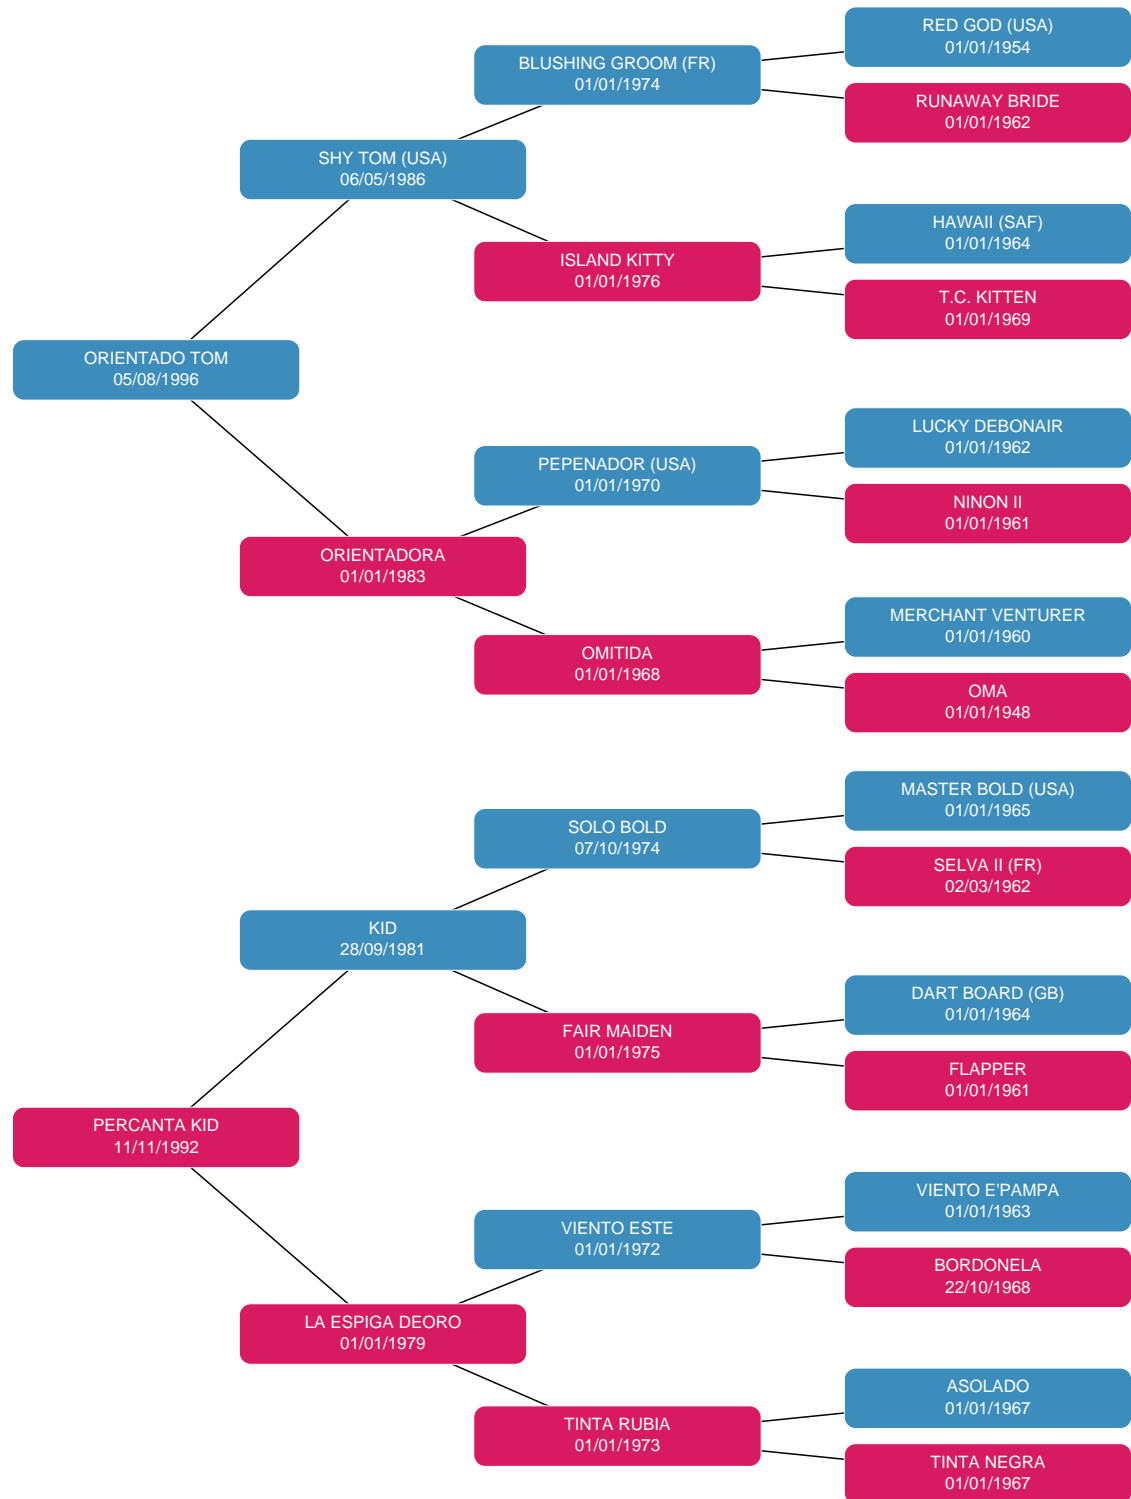 RED GOD (USA)
01/01/1954
BLUSHING GROOM (FR)
01/01/1974
RUNAWAY BRIDE
01/01/1962
SHY TOM (USA)
06/05/1986
HAWAII (SAF)
01/01/1964
ISLAND KITTY
01/01/1976
T.C. KITTEN
01/01/1969
ORIENTADO TOM
05/08/1996
LUCKY DEBONAIR
01/01/1962
PEPENADOR (USA)
01/01/1970
NINON II
01/01/1961
ORIENTADORA
01/01/1983
MERCHANT VENTURER
01/01/1960
OMITIDA
01/01/1968
OMA
01/01/1948
MASTER BOLD (USA)
01/01/1965
SOLO BOLD
07/10/1974
SELVA II (FR)
02/03/1962
KID
28/09/1981
DART BOARD (GB)
01/01/1964
FAIR MAIDEN
01/01/1975
FLAPPER
01/01/1961
PERCANTA KID
11/11/1992
VIENTO E'PAMPA
01/01/1963
VIENTO ESTE
01/01/1972
BORDONELA
22/10/1968
LA ESPIGA DEORO
01/01/1979
ASOLADO
01/01/1967
TINTA RUBIA
01/01/1973
TINTA NEGRA
01/01/1967